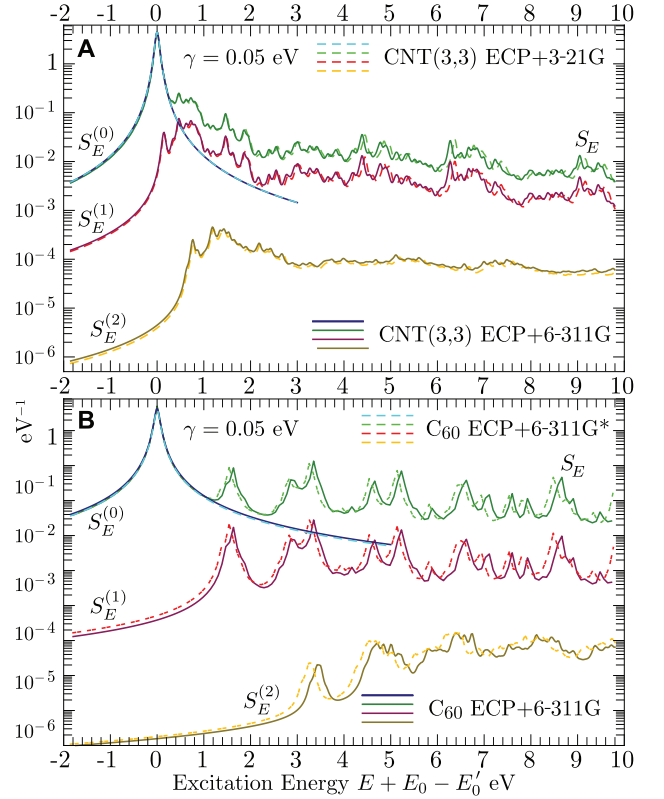 -2 -1 0 1 2 3 4 5 6 7 8 9 10
A γ = 0.05 eV CNT(3,3) ECP+3-21G
1
10⁻¹
S_E^(0) S_E
10⁻²
S_E^(1)
10⁻³
10⁻⁴
10⁻⁵
S_E^(2) CNT(3,3) ECP+6-311G
10⁻⁶
-2 -1 0 1 2 3 4 5 6 7 8 9 10
eV⁻¹
B γ = 0.05 eV C₆₀ ECP+6-311G*
1
S_E
10⁻¹
S_E^(0)
10⁻²
10⁻³
S_E^(1)
10⁻⁴
10⁻⁵
S_E^(2) C₆₀ ECP+6-311G
10⁻⁶
-2 -1 0 1 2 3 4 5 6 7 8 9 10
Excitation Energy E + E₀ − E₀′ eV